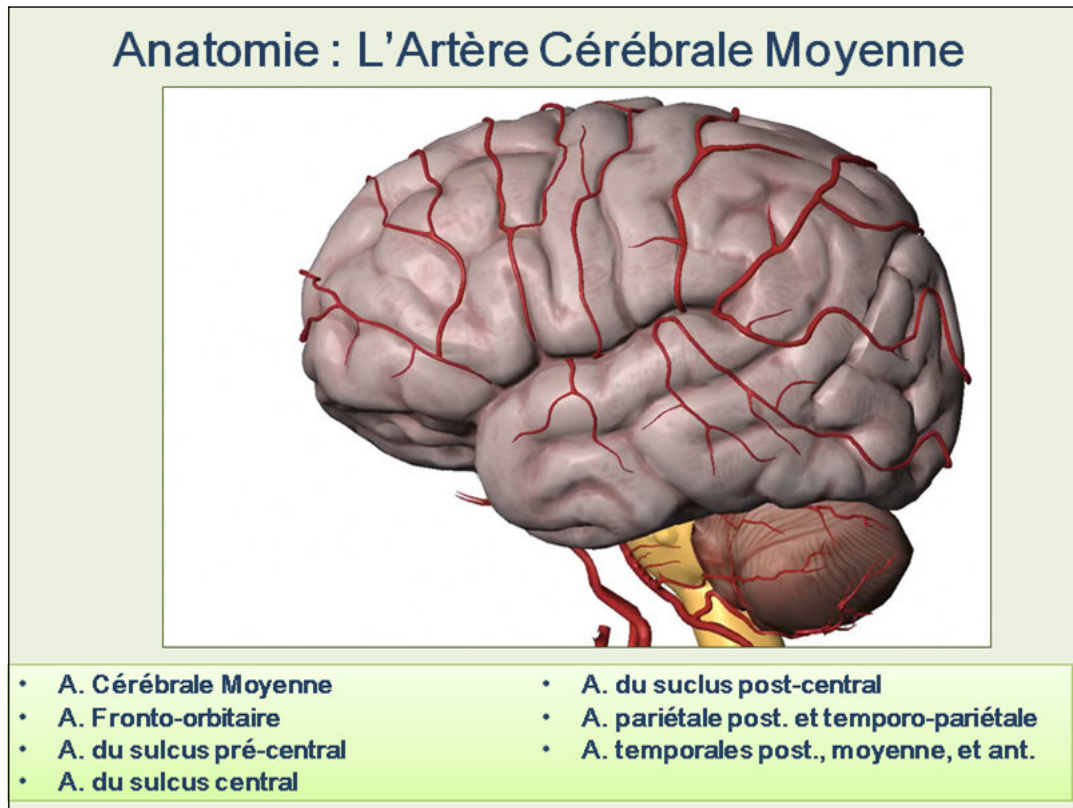 Anatomie : L'Artère Cérébrale Moyenne
• A. Cérébrale Moyenne
• A. Fronto-orbitaire
• A. du sulcus pré-central
• A. du sulcus central
• A. du suclus post-central
• A. pariétale post. et temporo-pariétale
• A. temporales post., moyenne, et ant.